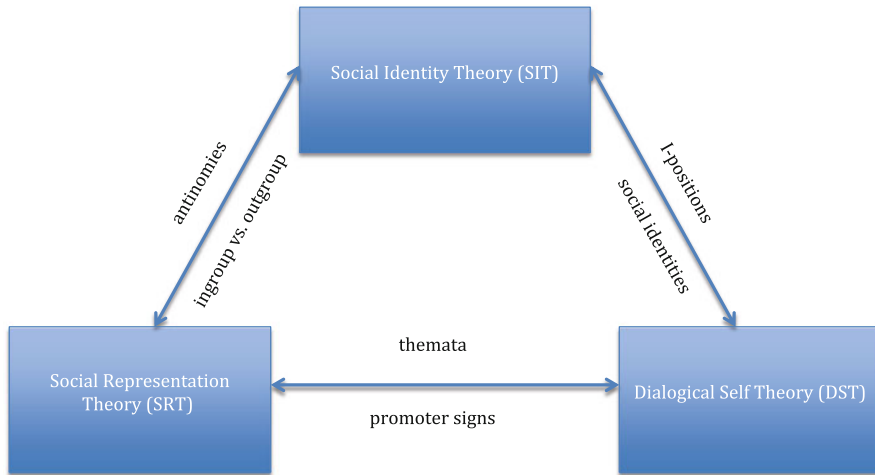 Social Identity Theory (SIT)
antinomies
ingroup vs. outgroup
I-positions
social identities
themata
Social Representation
Theory (SRT)
Dialogical Self Theory (DST)
promoter signs